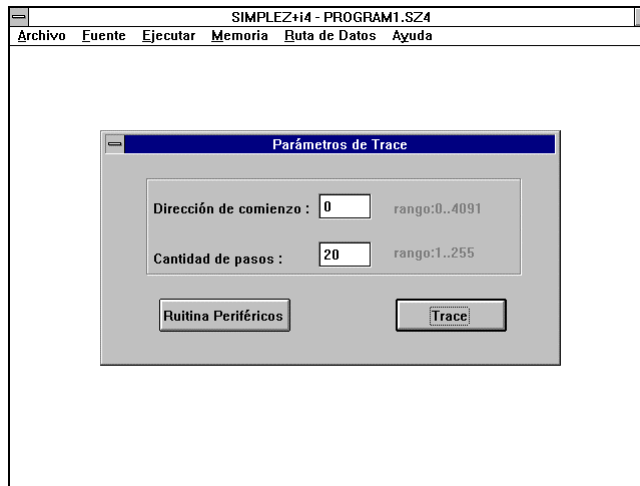 SIMPLEZ+i4 - PROGRAM1.SZ4
Archivo Fuente Ejecutar Memoria Ruta de Datos Ayuda
Parámetros de Trace
Dirección de comienzo : 0 rango:0..4091
Cantidad de pasos : 20 rango:1..255
Ruitina Periféricos Trace